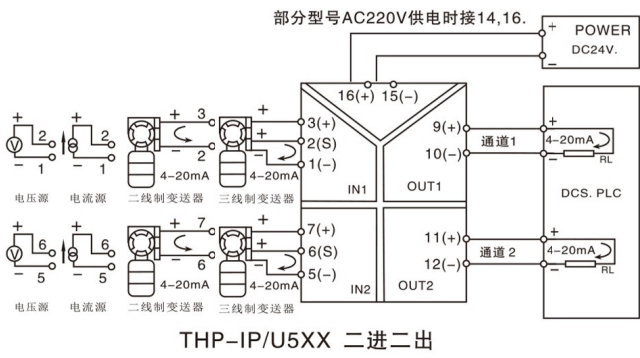 部分型号AC220V供电时接14,16.
+ POWER
DC24V.
−
16(+) 15(−)
+ 2 1 −
V
电压源
+ 2 1 −
电流源
+ 3
− 2
4-20mA
二线制变送器
+
+
−
4-20mA
三线制变送器
3(+)
2(S)
1(−)
IN1
OUT1
9(+)
10(−)
通道1
+
4-20mA
−
RL
DCS. PLC
+ 6 5 −
V
电压源
+ 6 5 −
电流源
+ 7
− 6
4-20mA
二线制变送器
+
+
−
4-20mA
三线制变送器
7(+)
6(S)
5(−)
IN2
OUT2
11(+)
12(−)
通道2
+
4-20mA
−
RL
THP-IP/U5XX 二进二出